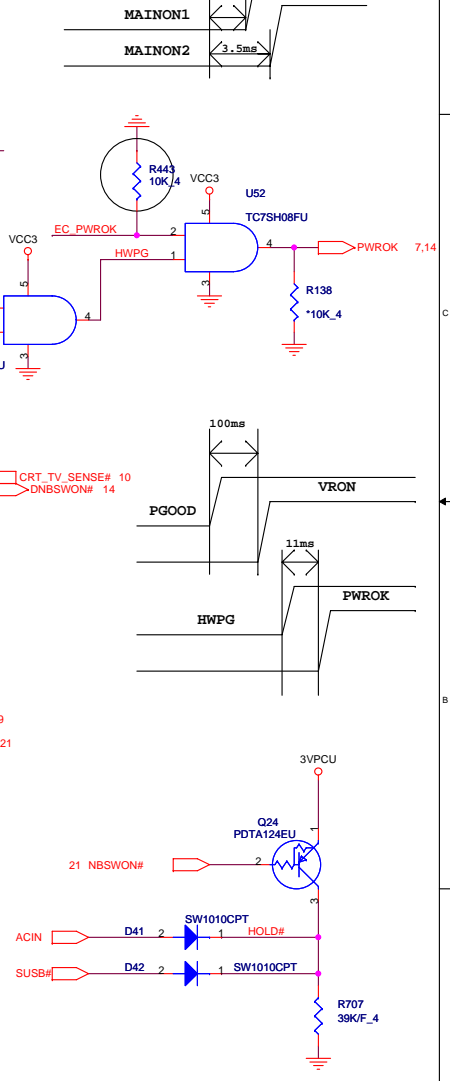 MAINON1
MAINON2
3.5ms
R443
10K_4
VCC3
U52
TC7SH08FU
5
EC_PWROK
2
HWPG
1
4
PWROK 7,14
3
VCC3
5
4
3
U
R138
*10K_4
C
100ms
CRT_TV_SENSE# 10
DNBSWON# 14
VRON
PGOOD
11ms
PWROK
HWPG
B
9
21
3VPCU
Q24
PDTA124EU
1
21 NBSWON#
2
3
SW1010CPT
ACIN
D41
2
1
HOLD#
SUSB#
D42
2
1
SW1010CPT
R707
39K/F_4